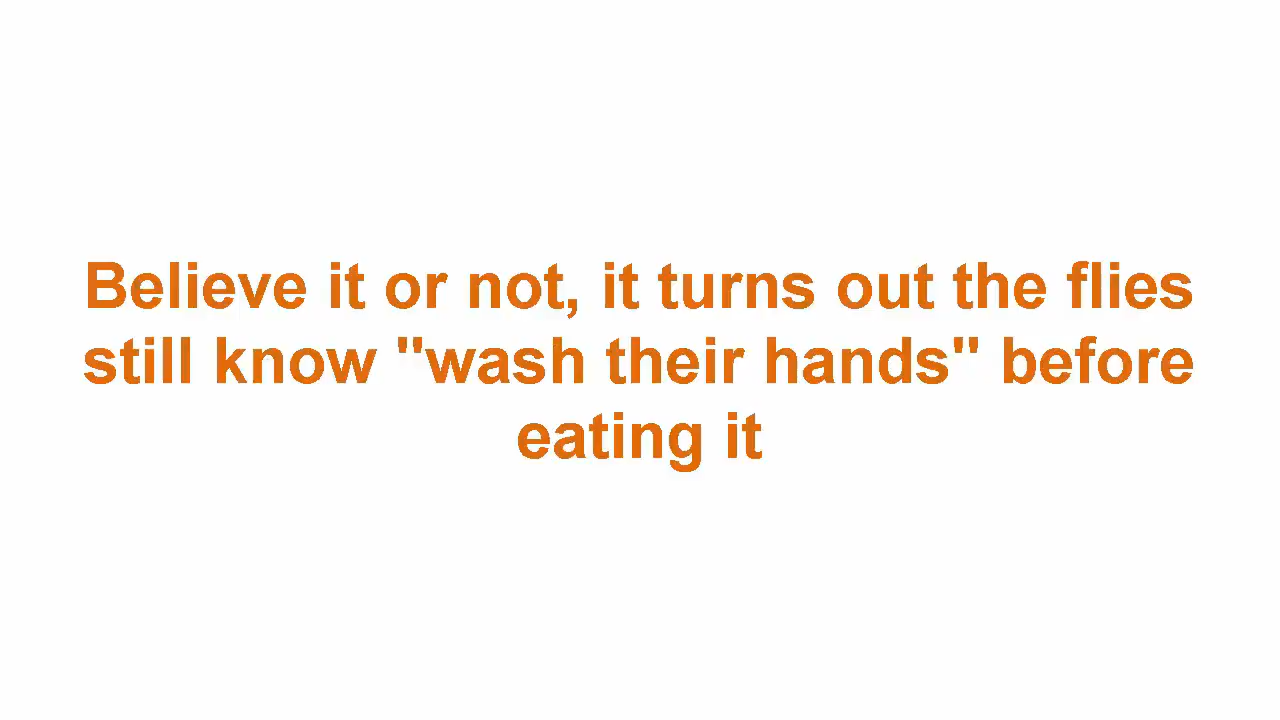 Believe it or not, it turns out the flies
still know "wash their hands" before
eating it